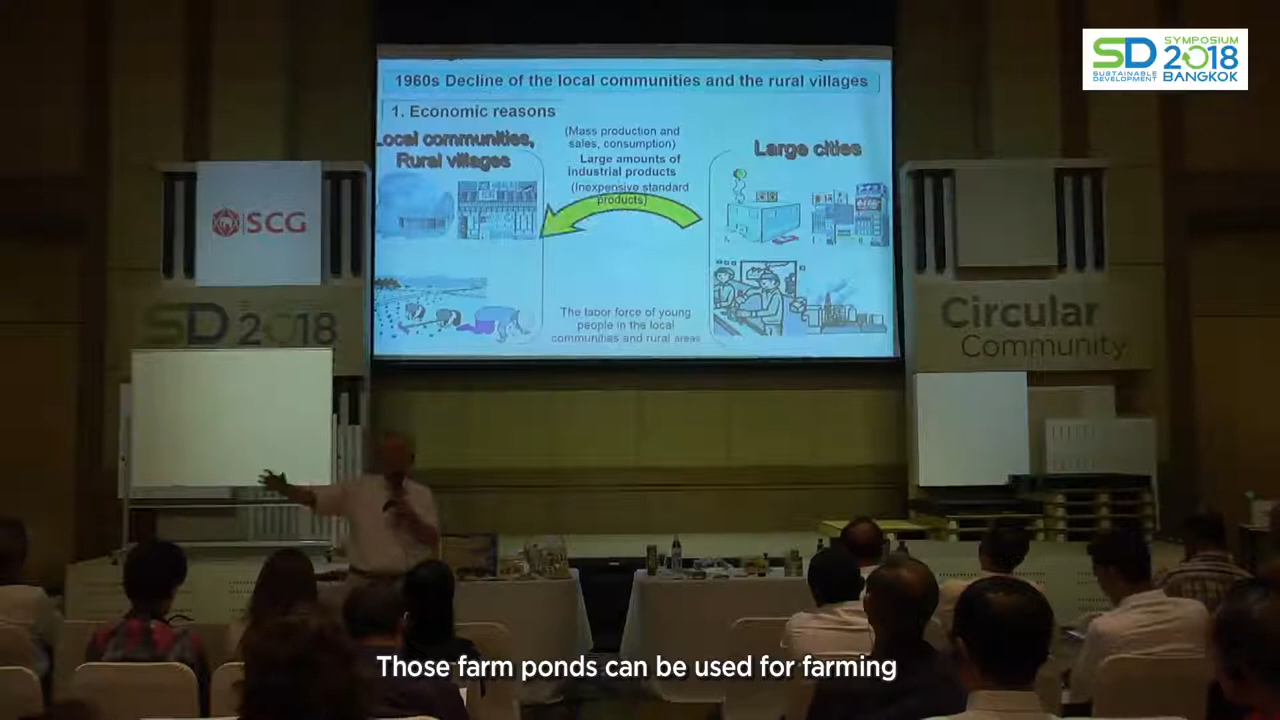 SD SYMPOSIUM 2018
SUSTAINABLE DEVELOPMENT BANGKOK
1960s Decline of the local communities and the rural villages
1. Economic reasons
Local communities,
Rural villages
(Mass production and
sales, consumption)
Large amounts of
industrial products
(Inexpensive standard
products)
Large cities
The labor force of young
people in the local
communities and rural areas
SCG
SD 2018
Circular
Community
Those farm ponds can be used for farming